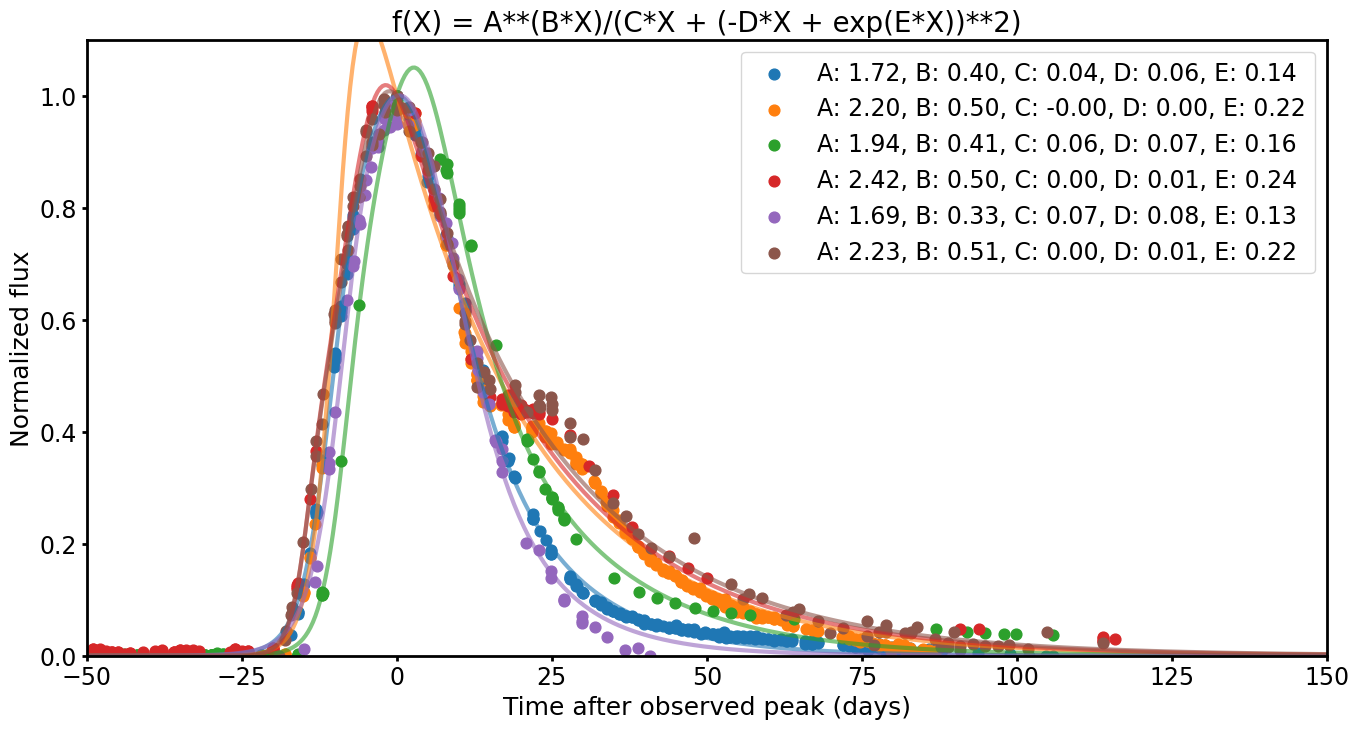 f(X) = A**(B*X)/(C*X + (-D*X + exp(E*X))**2)
A: 1.72, B: 0.40, C: 0.04, D: 0.06, E: 0.14
A: 2.20, B: 0.50, C: -0.00, D: 0.00, E: 0.22
A: 1.94, B: 0.41, C: 0.06, D: 0.07, E: 0.16
A: 2.42, B: 0.50, C: 0.00, D: 0.01, E: 0.24
A: 1.69, B: 0.33, C: 0.07, D: 0.08, E: 0.13
A: 2.23, B: 0.51, C: 0.00, D: 0.01, E: 0.22
Normalized flux
1.0
0.8
0.6
0.4
0.2
0.0
−50 −25 0 25 50 75 100 125 150
Time after observed peak (days)